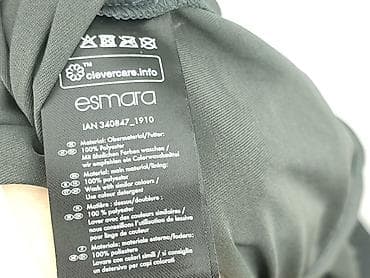 ™
clevercare.info
esmara
IAN 340847_1910
Material: Obermaterial/Futter:
100% Polyester
Mit ähnlichen Farben waschen /
wir empfehlen ein Colorwaschmittel
Material: main material/lining:
100% polyester
Wash with similar colours /
Use colour detergent
Matière: dessus/doublure:
100 % polyester
Laver avec des couleurs similaires /
nous conseillons l'utilisation de lessive
pour le linge de couleur
Materiale: materiale esterno/fodera:
100% poliestere
Lavare con colori simili / si consiglia
un detersivo per capi colorati